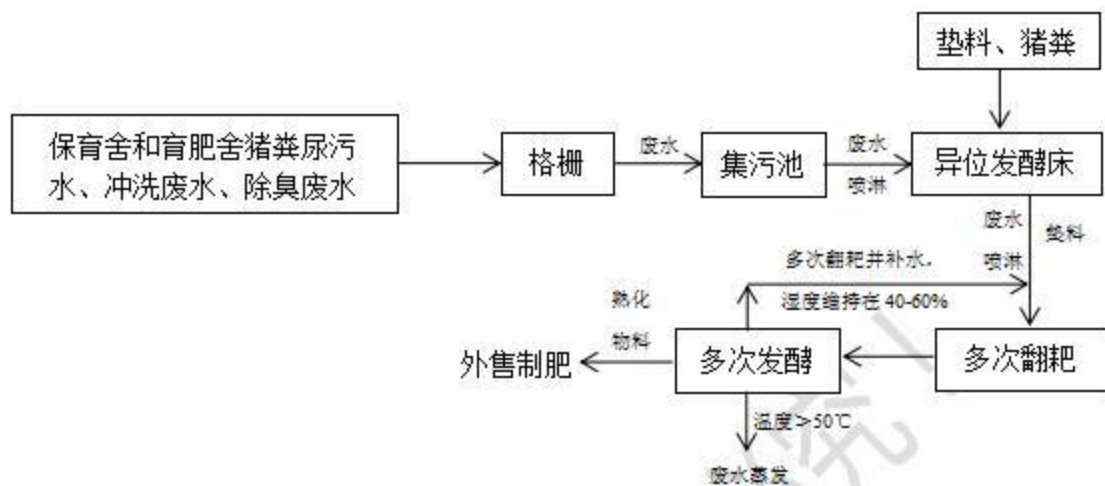 垫料、猪粪
保育舍和育肥舍猪粪尿污
水、冲洗废水、除臭废水
格栅
废水
集污池
废水
喷淋
异位发酵床
废水
喷淋
垫料
多次翻耙并补水，
湿度维持在 40-60%
熟化
物料
外售制肥
多次发酵
多次翻耙
温度＞50℃
废水蒸发
究